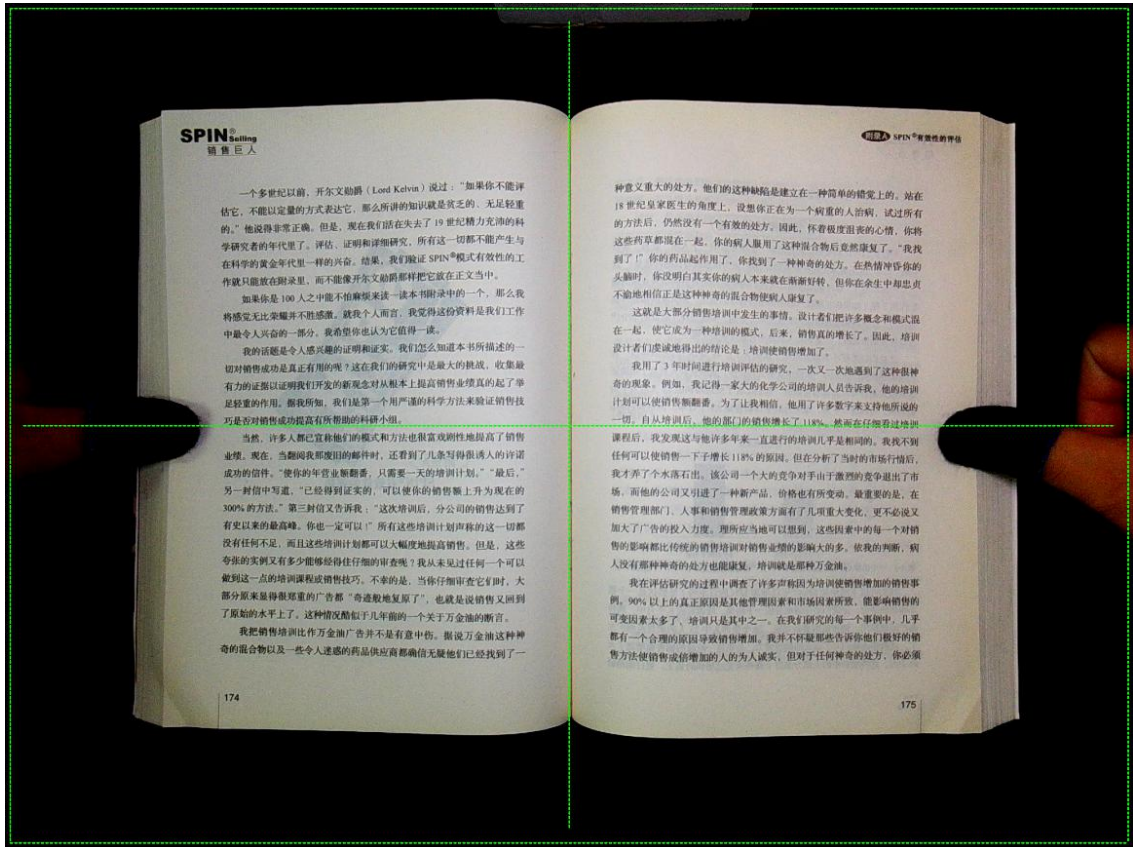 SPIN®
Selling
销售巨人
一个多世纪以前，开尔文勋爵（Lord Kelvin）说过：“如果你不能评
估它，不能以定量的方式表达它，那么所讲的知识就是贫乏的，无足轻重
的。”他说得非常正确。但是，现在我们活在失去了 19 世纪精力充沛的科
学研究者的年代里了。评估、证明和详细研究，所有这一切都不能产生与
在科学的黄金年代里一样的兴奋。结果，我们验证 SPIN®模式有效性的工
作就只能放在附录里，而不能像开尔文勋爵那样把它放在正文当中。
如果你是 100 人之中能不怕麻烦来读一读本书附录中的一个，那么我
将感觉无比荣耀并不胜感激。就我个人而言，我觉得这份资料是我们工作
中最令人兴奋的一部分，我希望你也认为它值得一读。
我的话题是令人感兴趣的证明和证实。我们怎么知道本书所描述的一
切对销售成功是真正有用的呢？这在我们的研究中是最大的挑战，收集最
有力的证据以证明我们开发的新观念对从根本上提高销售业绩真的起了举
足轻重的作用。据我所知，我们是第一个用严谨的科学方法来验证销售技
巧是否对销售成功提高有所帮助的科研小组。
当然，许多人都已宣称他们的模式和方法也很富戏剧性地提高了销售
业绩。现在，当翻阅我那废旧的邮件时，还看到了几条写得很诱人的许诺
成功的信件。“使你的年营业额翻番，只需要一天的培训计划。”“最后，”
另一封信中写道，“已经得到证实的，可以使你的销售额上升为现在的
300% 的方法。”第三封信又告诉我：“这次培训后，分公司的销售达到了
有史以来的最高峰。你也一定可以！”所有这些培训计划声称的这一切都
没有任何不足，而且这些培训计划都可以大幅度地提高销售。但是，这些
夸张的实例又有多少能够经得住仔细的审查呢？我从未见过任何一个可以
做到这一点的培训课程或销售技巧。不幸的是，当你仔细审查它们时，大
部分原来显得很郑重的广告都“奇迹般地复原了”，也就是说销售又回到
了原始的水平上了。这种情况酷似于几年前的一个关于万金油的断言。
我把销售培训比作万金油广告并不是有意中伤。据说万金油这种神
奇的混合物以及一些令人迷惑的药品供应商都确信无疑他们已经找到了一
174
附录人 SPIN®有效性的评估
种意义重大的处方。他们的这种缺陷是建立在一种简单的错觉上的。站在
18 世纪皇家医生的角度上，设想你正在为一个病重的人治病，试过所有
的方法后，仍然没有一个有效的处方。因此，怀着极度沮丧的心情，你将
这些药草都混在一起，你的病人服用了这种混合物后竟然康复了。“我找
到了！”你的药品起作用了，你找到了一种神奇的处方。在热情冲昏你的
头脑时，你没明白其实你的病人本来就在渐渐好转，但你在余生中却忠贞
不渝地相信正是这种神奇的混合物使病人康复了。
这就是大部分销售培训中发生的事情。设计者们把许多概念和模式混
在一起，使它成为一种培训的模式，后来，销售真的增长了。因此，培训
设计者们虔诚地得出的结论是：培训使销售增加了。
我用了 3 年时间进行培训评估的研究，一次又一次地遇到了这种很神
奇的现象。例如，我记得一家大的化学公司的培训人员告诉我，他的培训
计划可以使销售额翻番。为了让我相信，他用了许多数字来支持他所说的
一切。自从培训后，他的部门的销售增长了 118%。然而在仔细看过培训
课程后，我发现这与他许多年来一直进行的培训几乎是相同的。我找不到
任何可以使销售一下子增长 118% 的原因。但在分析了当时的市场行情后，
我才弄了个水落石出。该公司一个大的竞争对手由于激烈的竞争退出了市
场，而他的公司又引进了一种新产品，价格也有所变动，最重要的是，在
销售管理部门，人事和销售管理政策方面有了几项重大变化，更不必说又
加大了广告的投入力度。理所应当地可以想到，这些因素中的每一个对销
售的影响都比传统的销售培训对销售业绩的影响大的多。依我的判断，病
人没有那种神奇的处方也能康复，培训就是那种万金油。
我在评估研究的过程中调查了许多声称因为培训使销售增加的销售事
例。90% 以上的真正原因是其他管理因素和市场因素所致。能影响销售的
可变因素太多了，培训只是其中之一。在我们研究的每一个事例中，几乎
都有一个合理的原因导致销售增加。我并不怀疑那些告诉你他们极好的销
售方法使销售成倍增加的人的为人诚实，但对于任何神奇的处方，你必须
175